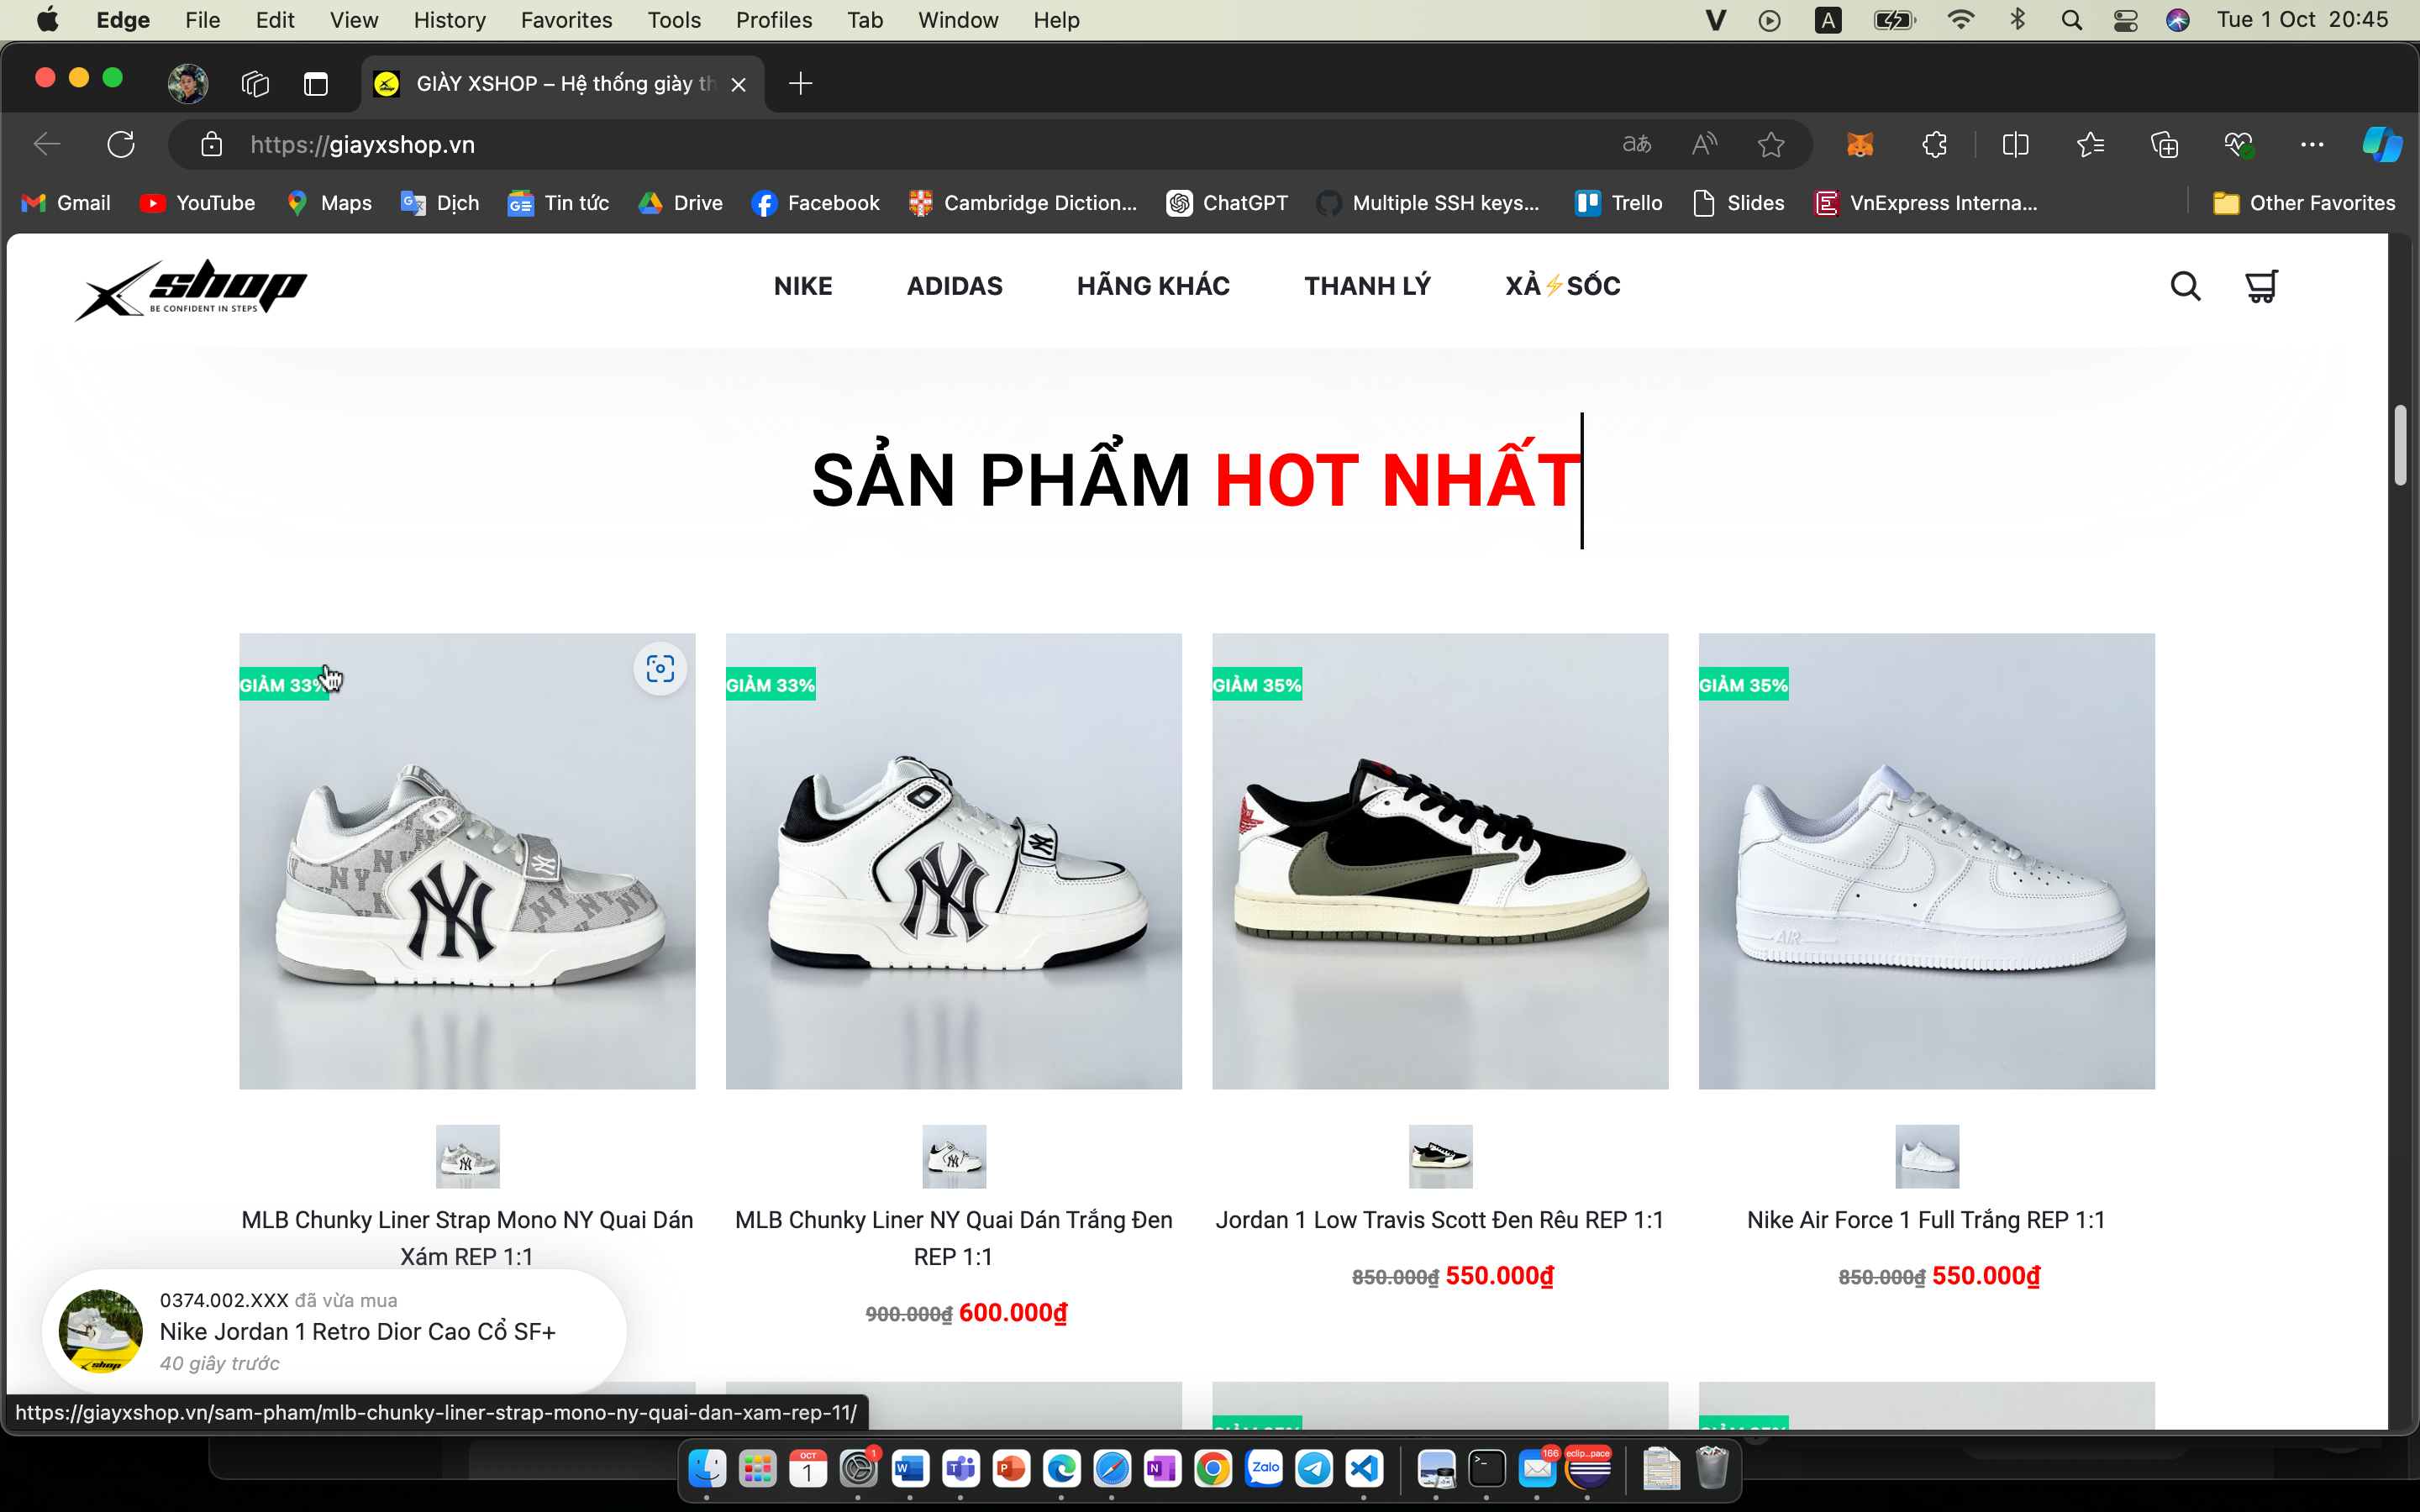 Edge File Edit View History Favorites Tools Profiles Tab Window Help
A
Tue 1 Oct 20:45
GIÀY XSHOP – Hệ thống giày th
https://giayxshop.vn
Gmail YouTube Maps Dịch Tin tức Drive Facebook Cambridge Diction... ChatGPT Multiple SSH keys... Trello Slides VnExpress Interna... Other Favorites
Xshop
BE CONFIDENT IN STEPS
NIKE ADIDAS HÃNG KHÁC THANH LÝ XẢ⚡SỐC
SẢN PHẨM HOT NHẤT
GIẢM 33%
GIẢM 33%
GIẢM 35%
GIẢM 35%
MLB Chunky Liner Strap Mono NY Quai Dán
Xám REP 1:1
MLB Chunky Liner NY Quai Dán Trắng Đen
REP 1:1
900.000₫ 600.000₫
Jordan 1 Low Travis Scott Đen Rêu REP 1:1
850.000₫ 550.000₫
Nike Air Force 1 Full Trắng REP 1:1
850.000₫ 550.000₫
0374.002.XXX đã vừa mua
Nike Jordan 1 Retro Dior Cao Cổ SF+
40 giây trước
https://giayxshop.vn/sam-pham/mlb-chunky-liner-strap-mono-ny-quai-dan-xam-rep-11/
OCT
1
1
Zalo
166
eclip...pace